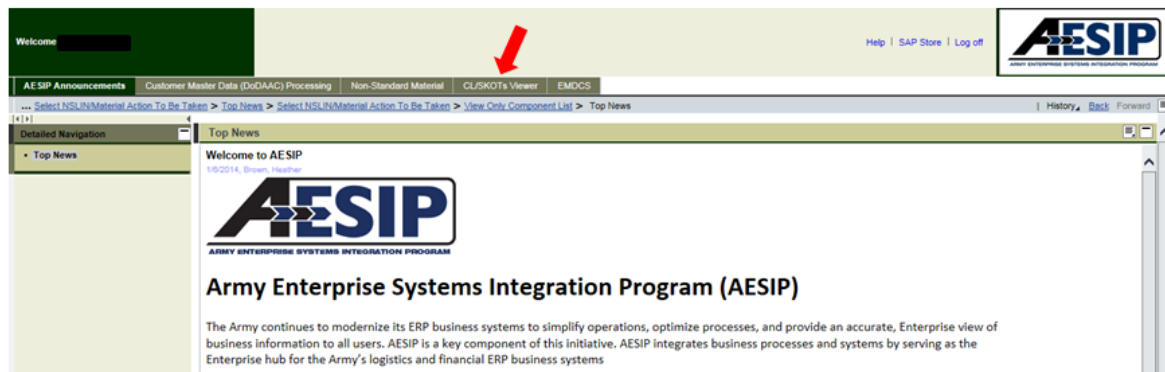 Welcome
Help | SAP Store | Log off
AESIP
ARMY ENTERPRISE SYSTEMS INTEGRATION PROGRAM
AESIP Announcements Customer Master Data (DoDAAC) Processing Non-Standard Material CL/SKOTs Viewer EMDCS
... Select NSLIN/Material Action To Be Taken > Top News > Select NSLIN/Material Action To Be Taken > View Only Component List > Top News | History Back Forward
Detailed Navigation
Top News
• Top News
Welcome to AESIP
1/6/2014, Brown, Heather
AESIP
ARMY ENTERPRISE SYSTEMS INTEGRATION PROGRAM
Army Enterprise Systems Integration Program (AESIP)
The Army continues to modernize its ERP business systems to simplify operations, optimize processes, and provide an accurate, Enterprise view of
business information to all users. AESIP is a key component of this initiative. AESIP integrates business processes and systems by serving as the
Enterprise hub for the Army's logistics and financial ERP business systems